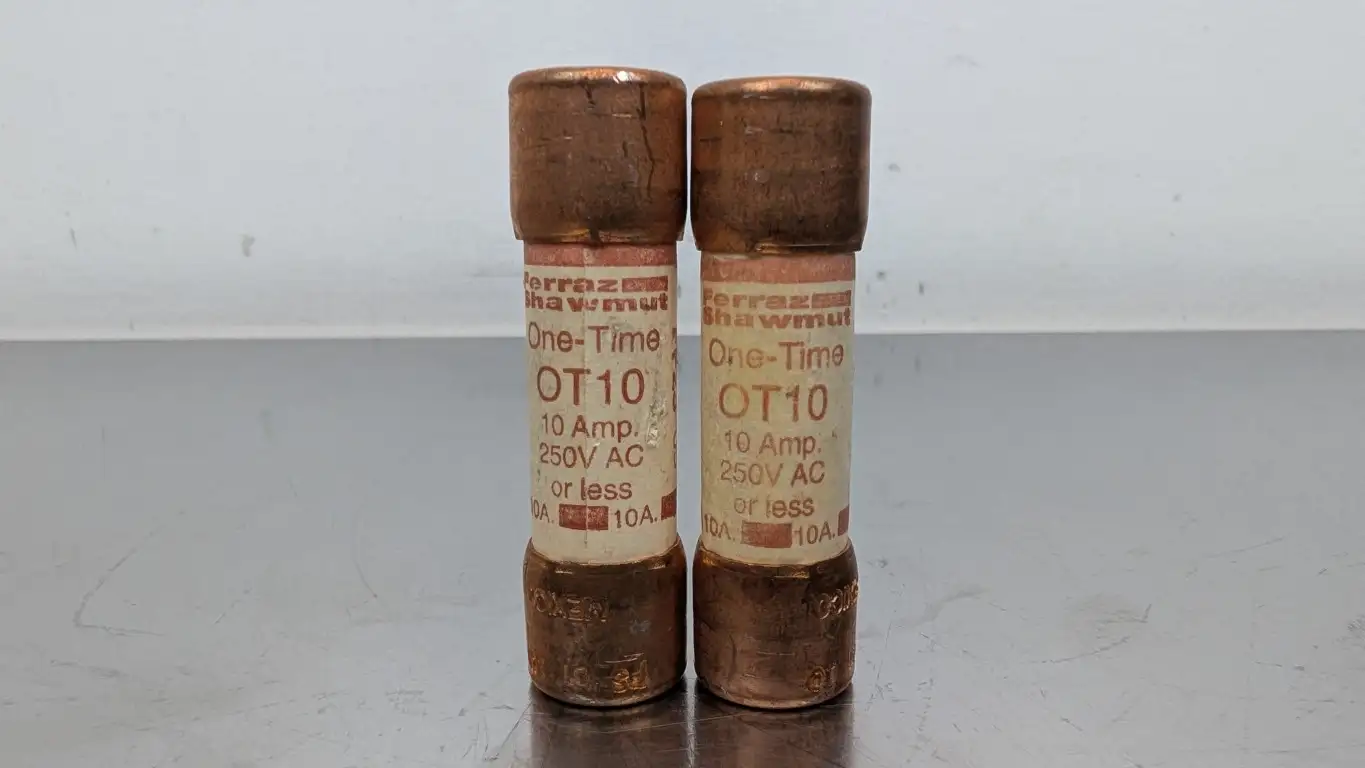 Ferraz
Shawmut
One-Time
OT10
10 Amp.
250V AC
or less
10A. 10A.
MEXICO
Ferraz
Shawmut
One-Time
OT10
10 Amp.
250V AC
or less
10A. 10A.